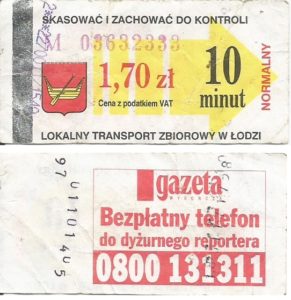 SKASOWAĆ I ZACHOWAĆ DO KONTROLI
M 03632333
1,70 zł
Cena z podatkiem VAT
10
minut
NORMALNY
LOKALNY TRANSPORT ZBIOROWY W ŁODZI
gazeta
Bezpłatny telefon
do dyżurnego reportera
0800 131311